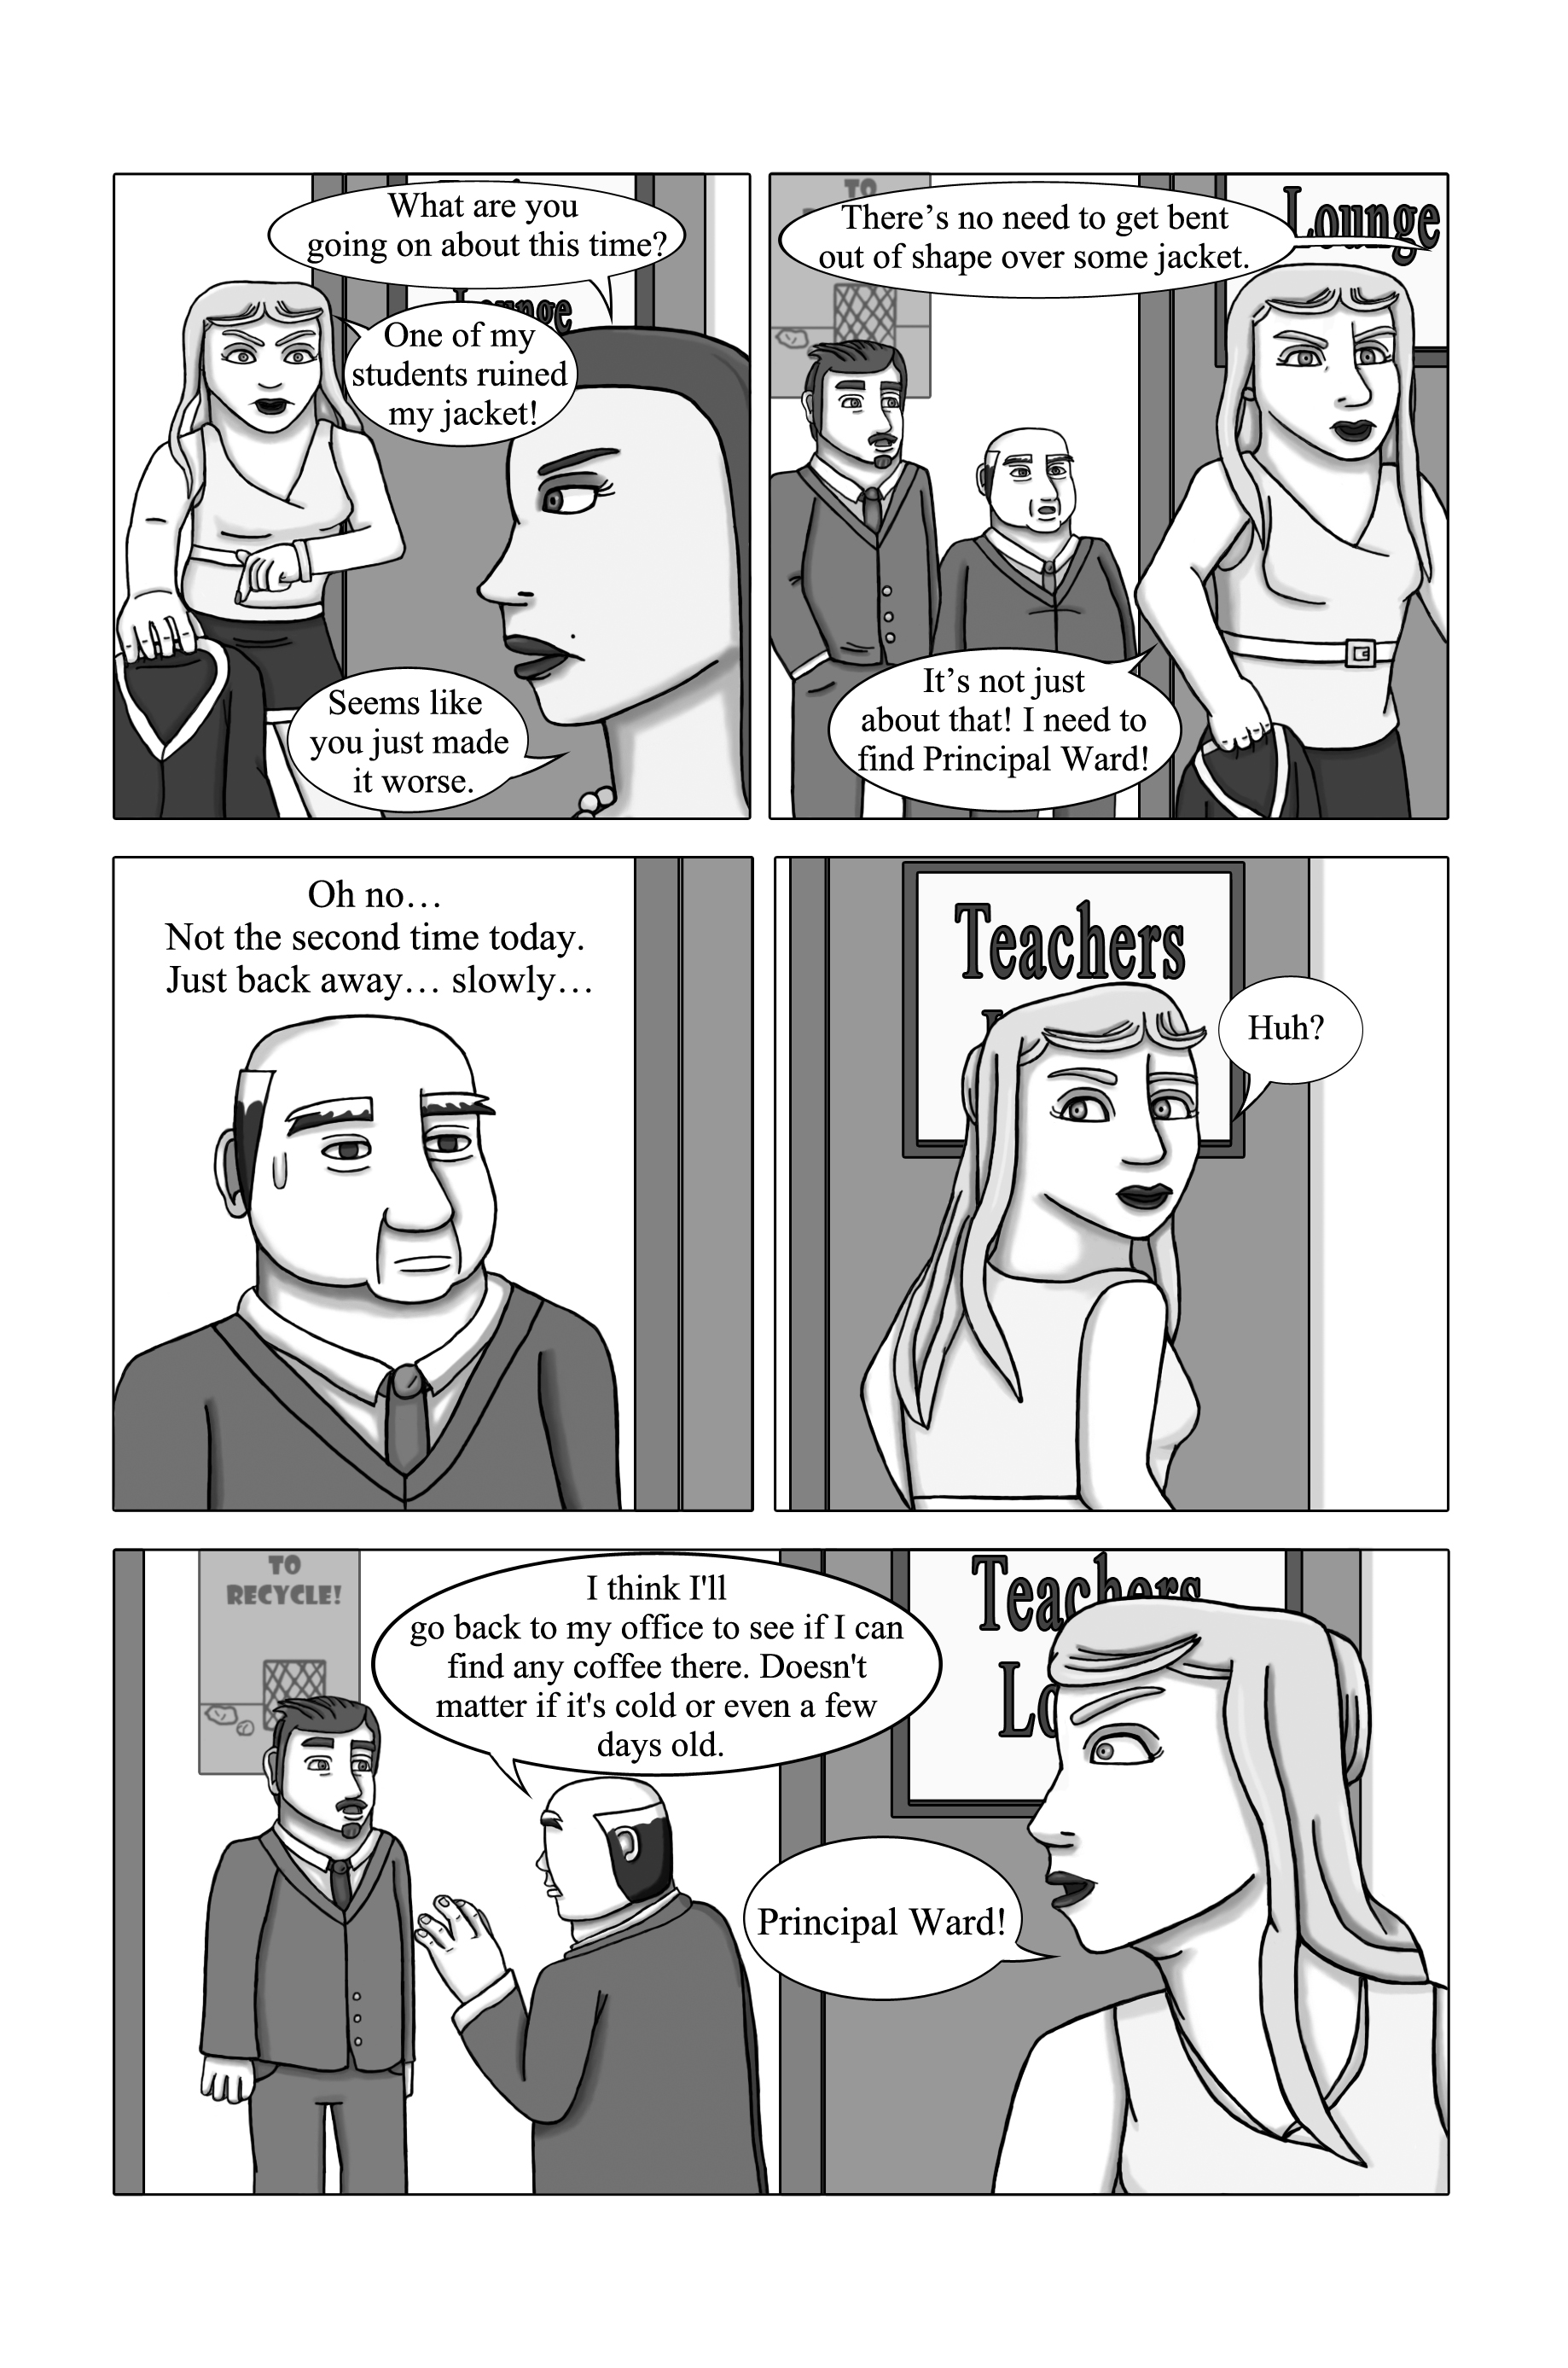 What are you
going on about this time?
Lounge
One of my
students ruined
my jacket!
Seems like
you just made
it worse.
TO
There’s no need to get bent
out of shape over some jacket.
Lounge
It’s not just
about that! I need to
find Principal Ward!
Oh no…
Not the second time today.
Just back away… slowly…
Teachers
Huh?
TO
RECYCLE!
I think I'll
go back to my office to see if I can
find any coffee there. Doesn't
matter if it's cold or even a few
days old.
Teachers
Lo
Principal Ward!